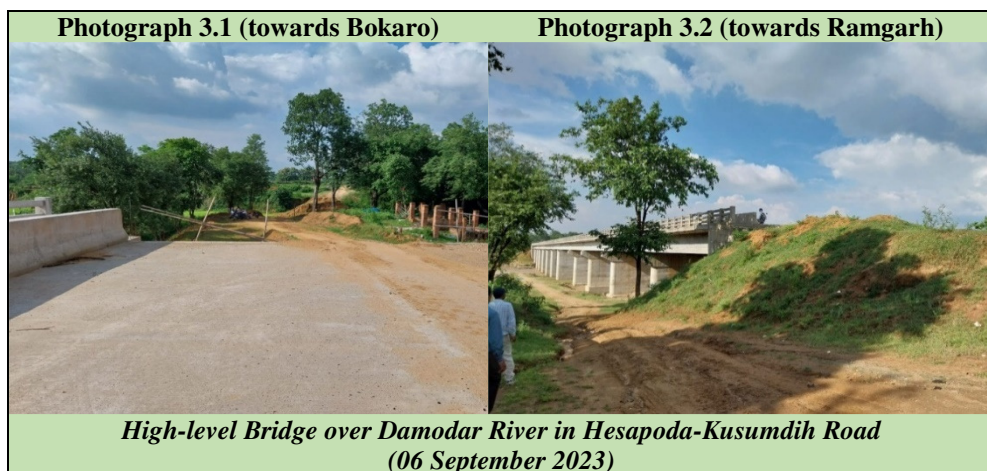 Photograph 3.1 (towards Bokaro)
Photograph 3.2 (towards Ramgarh)
High-level Bridge over Damodar River in Hesapoda-Kusumdih Road
(06 September 2023)